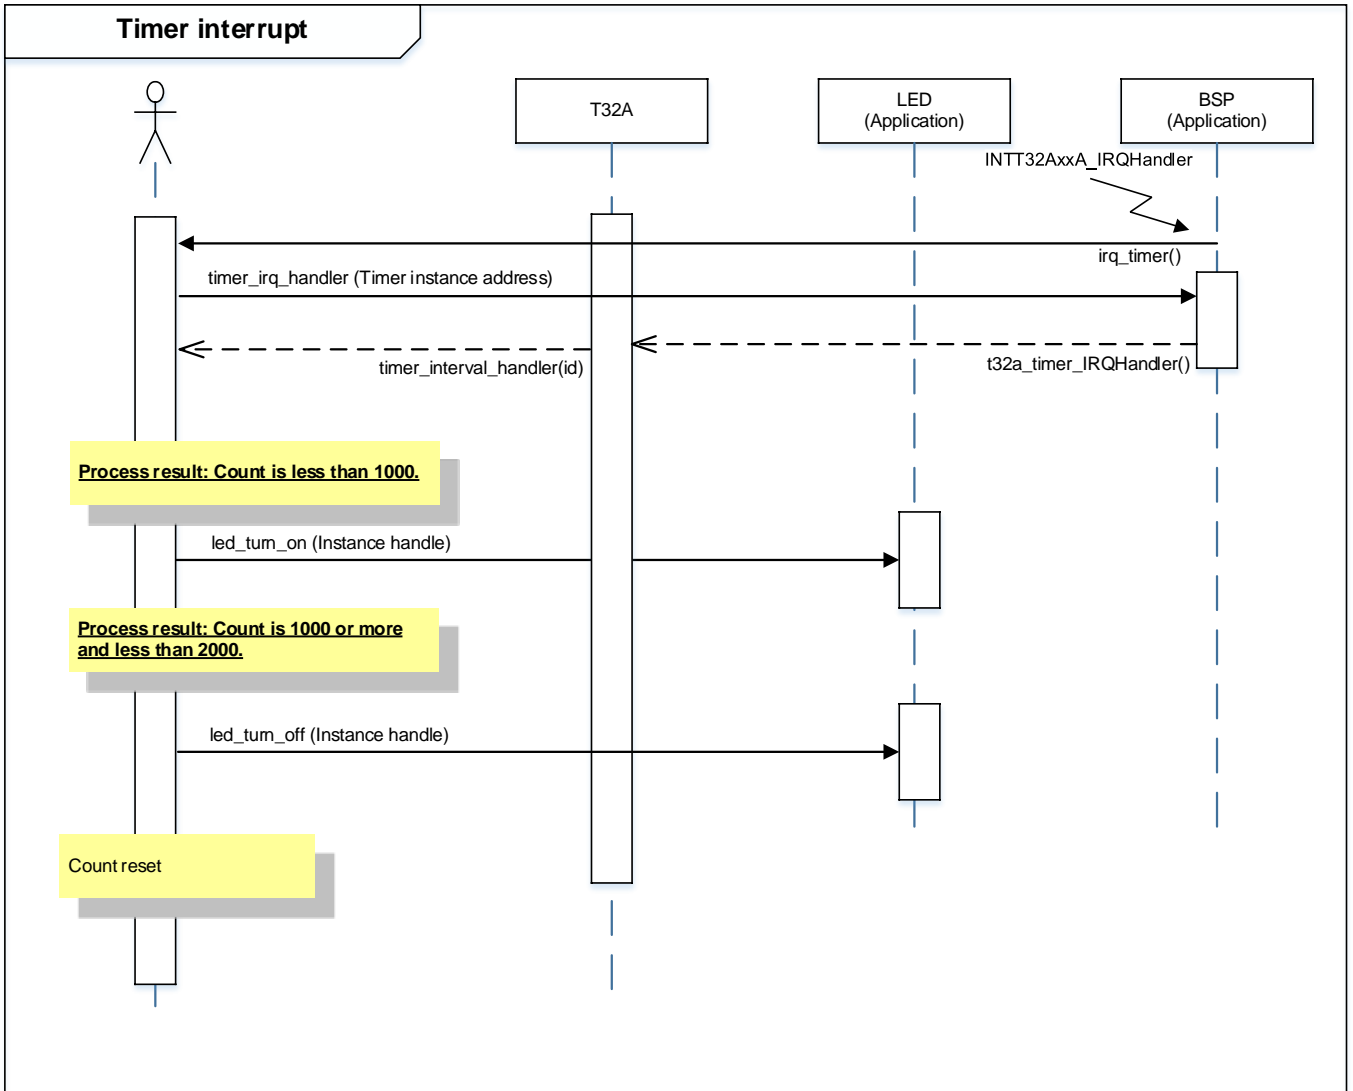 Timer interrupt
T32A
LED
(Application)
BSP
(Application)
INTT32AxxA_IRQHandler
irq_timer()
timer_irq_handler (Timer instance address)
t32a_timer_IRQHandler()
timer_interval_handler(id)
Process result: Count is less than 1000.
led_turn_on (Instance handle)
Process result: Count is 1000 or more
and less than 2000.
led_turn_off (Instance handle)
Count reset